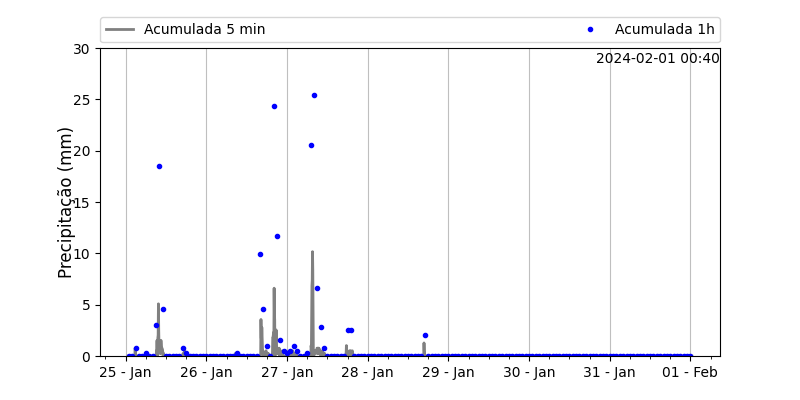 Acumulada 5 min
Acumulada 1h
2024-02-01 00:40
Precipitação (mm)
30
25
20
15
10
5
0
25 - Jan
26 - Jan
27 - Jan
28 - Jan
29 - Jan
30 - Jan
31 - Jan
01 - Feb